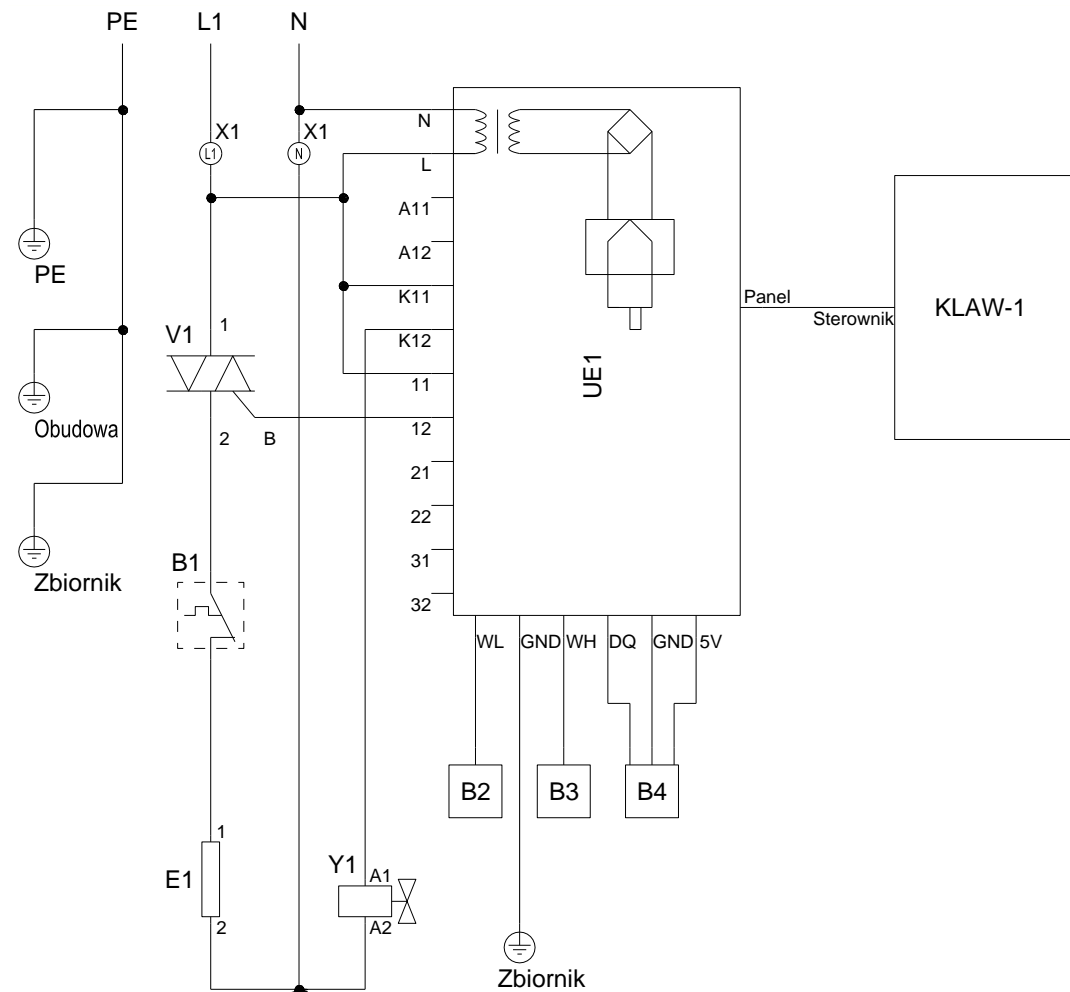 PE L1 N
X1 X1
L1 N
N
L
A11
A12
K11
K12
11
12
21
22
31
32
PE
Obudowa
Zbiornik
V1
1
2 B
B1
UE1
Panel
Sterownik
KLAW-1
WL GND WH DQ GND 5V
B2 B3 B4
E1
1
2
Y1
A1
A2
Zbiornik